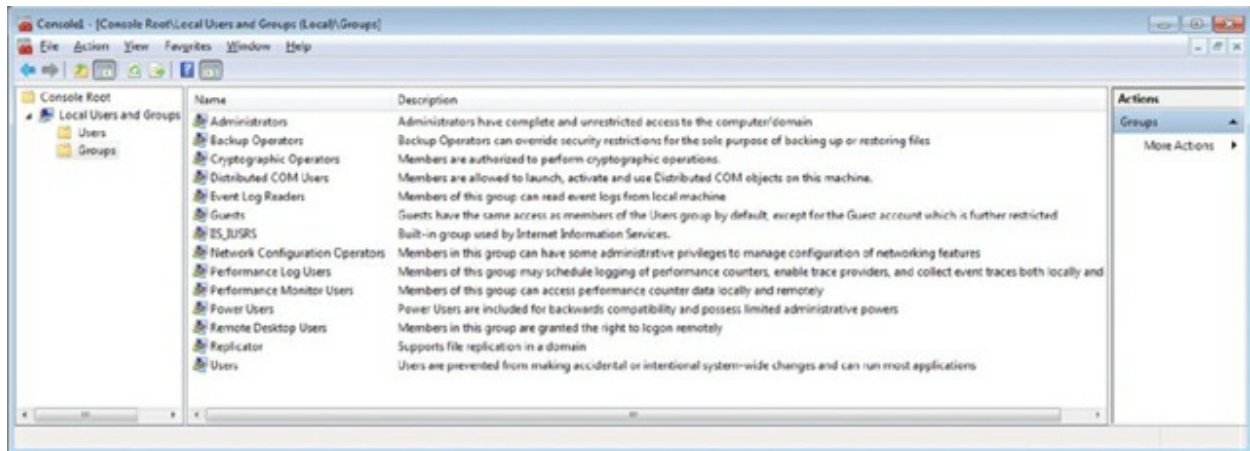 Console1 - [Console Root\Local Users and Groups (Local)\Groups]
File Action View Favorites Window Help
Console Root
Local Users and Groups
Users
Groups
Name Description
Administrators Administrators have complete and unrestricted access to the computer/domain
Backup Operators Backup Operators can override security restrictions for the sole purpose of backing up or restoring files
Cryptographic Operators Members are authorized to perform cryptographic operations.
Distributed COM Users Members are allowed to launch, activate and use Distributed COM objects on this machine.
Event Log Readers Members of this group can read event logs from local machine
Guests Guests have the same access as members of the Users group by default, except for the Guest account which is further restricted
IIS_IUSRS Built-in group used by Internet Information Services.
Network Configuration Operators Members in this group can have some administrative privileges to manage configuration of networking features
Performance Log Users Members of this group may schedule logging of performance counters, enable trace providers, and collect event traces both locally and
Performance Monitor Users Members of this group can access performance counter data locally and remotely
Power Users Power Users are included for backwards compatibility and possess limited administrative powers
Remote Desktop Users Members in this group are granted the right to logon remotely
Replicator Supports file replication in a domain
Users Users are prevented from making accidental or intentional system-wide changes and can run most applications
Actions
Groups
More Actions